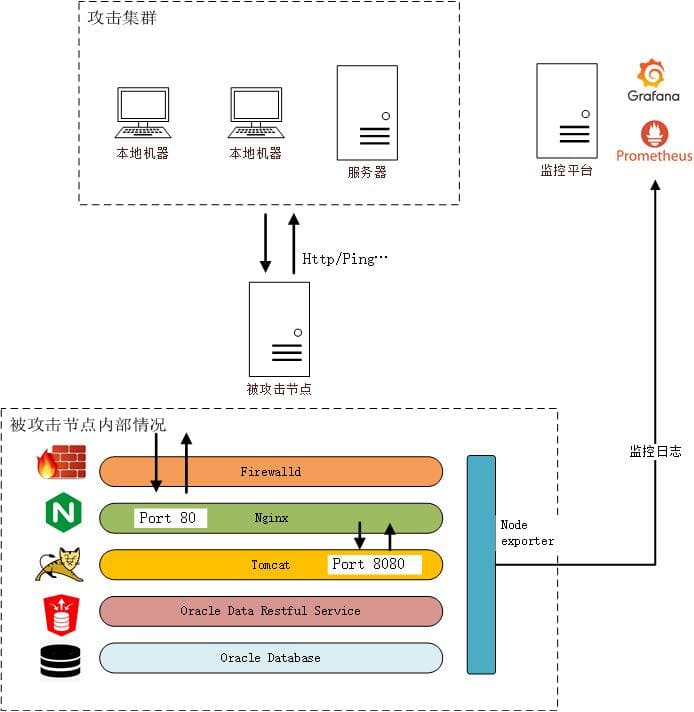 攻击集群
本地机器
本地机器
服务器
监控平台
Grafana
Prometheus
Http/Ping…
被攻击节点
被攻击节点内部情况
Firewalld
Port 80
Nginx
Tomcat
Port 8080
Oracle Data Restful Service
Oracle Database
Node
exporter
监控日志